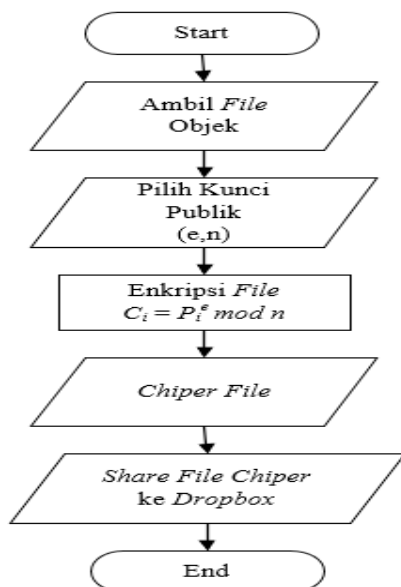 Start
Ambil File
Objek
Pilih Kunci
Publik
(e,n)
Enkripsi File
Cᵢ = Pᵢᵉ mod n
Chiper File
Share File Chiper
ke Dropbox
End